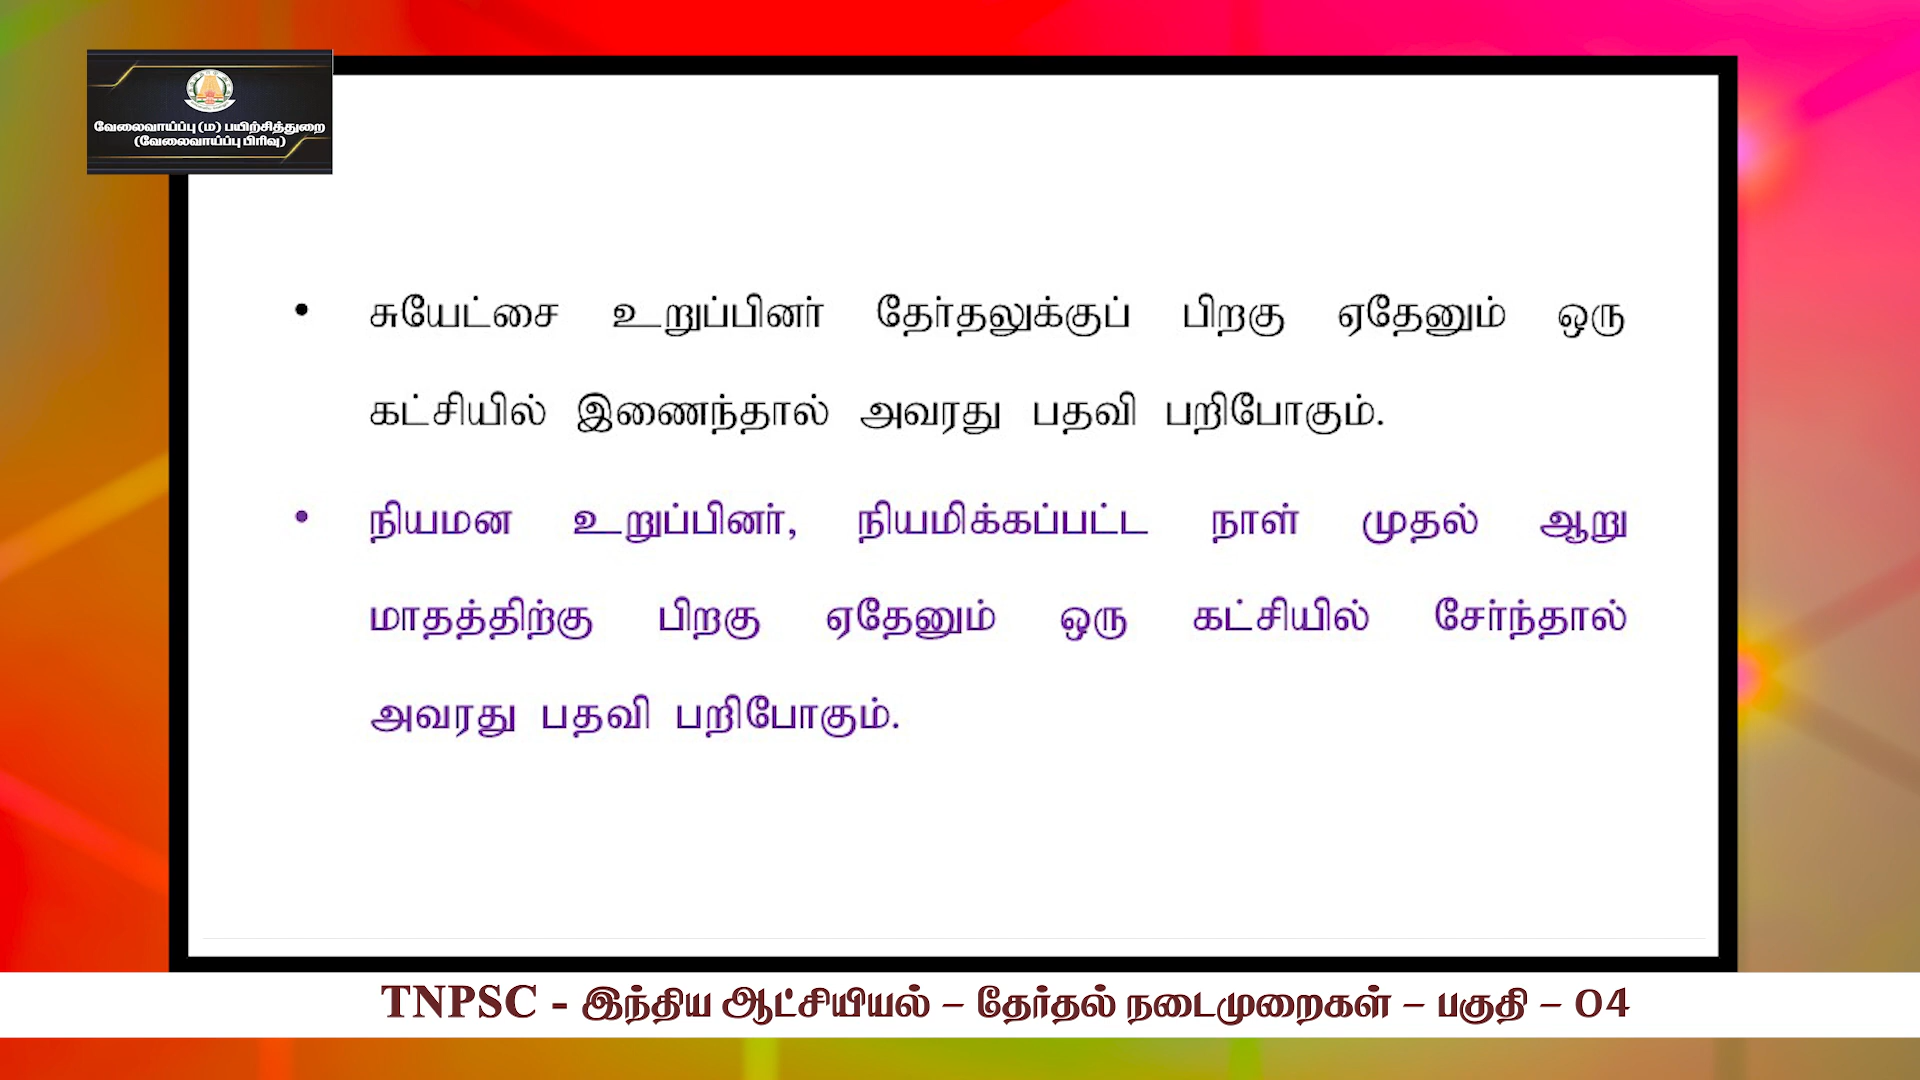 வேலைவாய்ப்பு (ம) பயிற்சித்துறை
(வேலைவாய்ப்பு பிரிவு)
• சுயேட்சை உறுப்பினர் தேர்தலுக்குப் பிறகு ஏதேனும் ஒரு
கட்சியில் இணைந்தால் அவரது பதவி பறிபோகும்.
• நியமன உறுப்பினர், நியமிக்கப்பட்ட நாள் முதல் ஆறு
மாதத்திற்கு பிறகு ஏதேனும் ஒரு கட்சியில் சேர்ந்தால்
அவரது பதவி பறிபோகும்.
TNPSC - இந்திய ஆட்சியியல் – தேர்தல் நடைமுறைகள் – பகுதி – 04